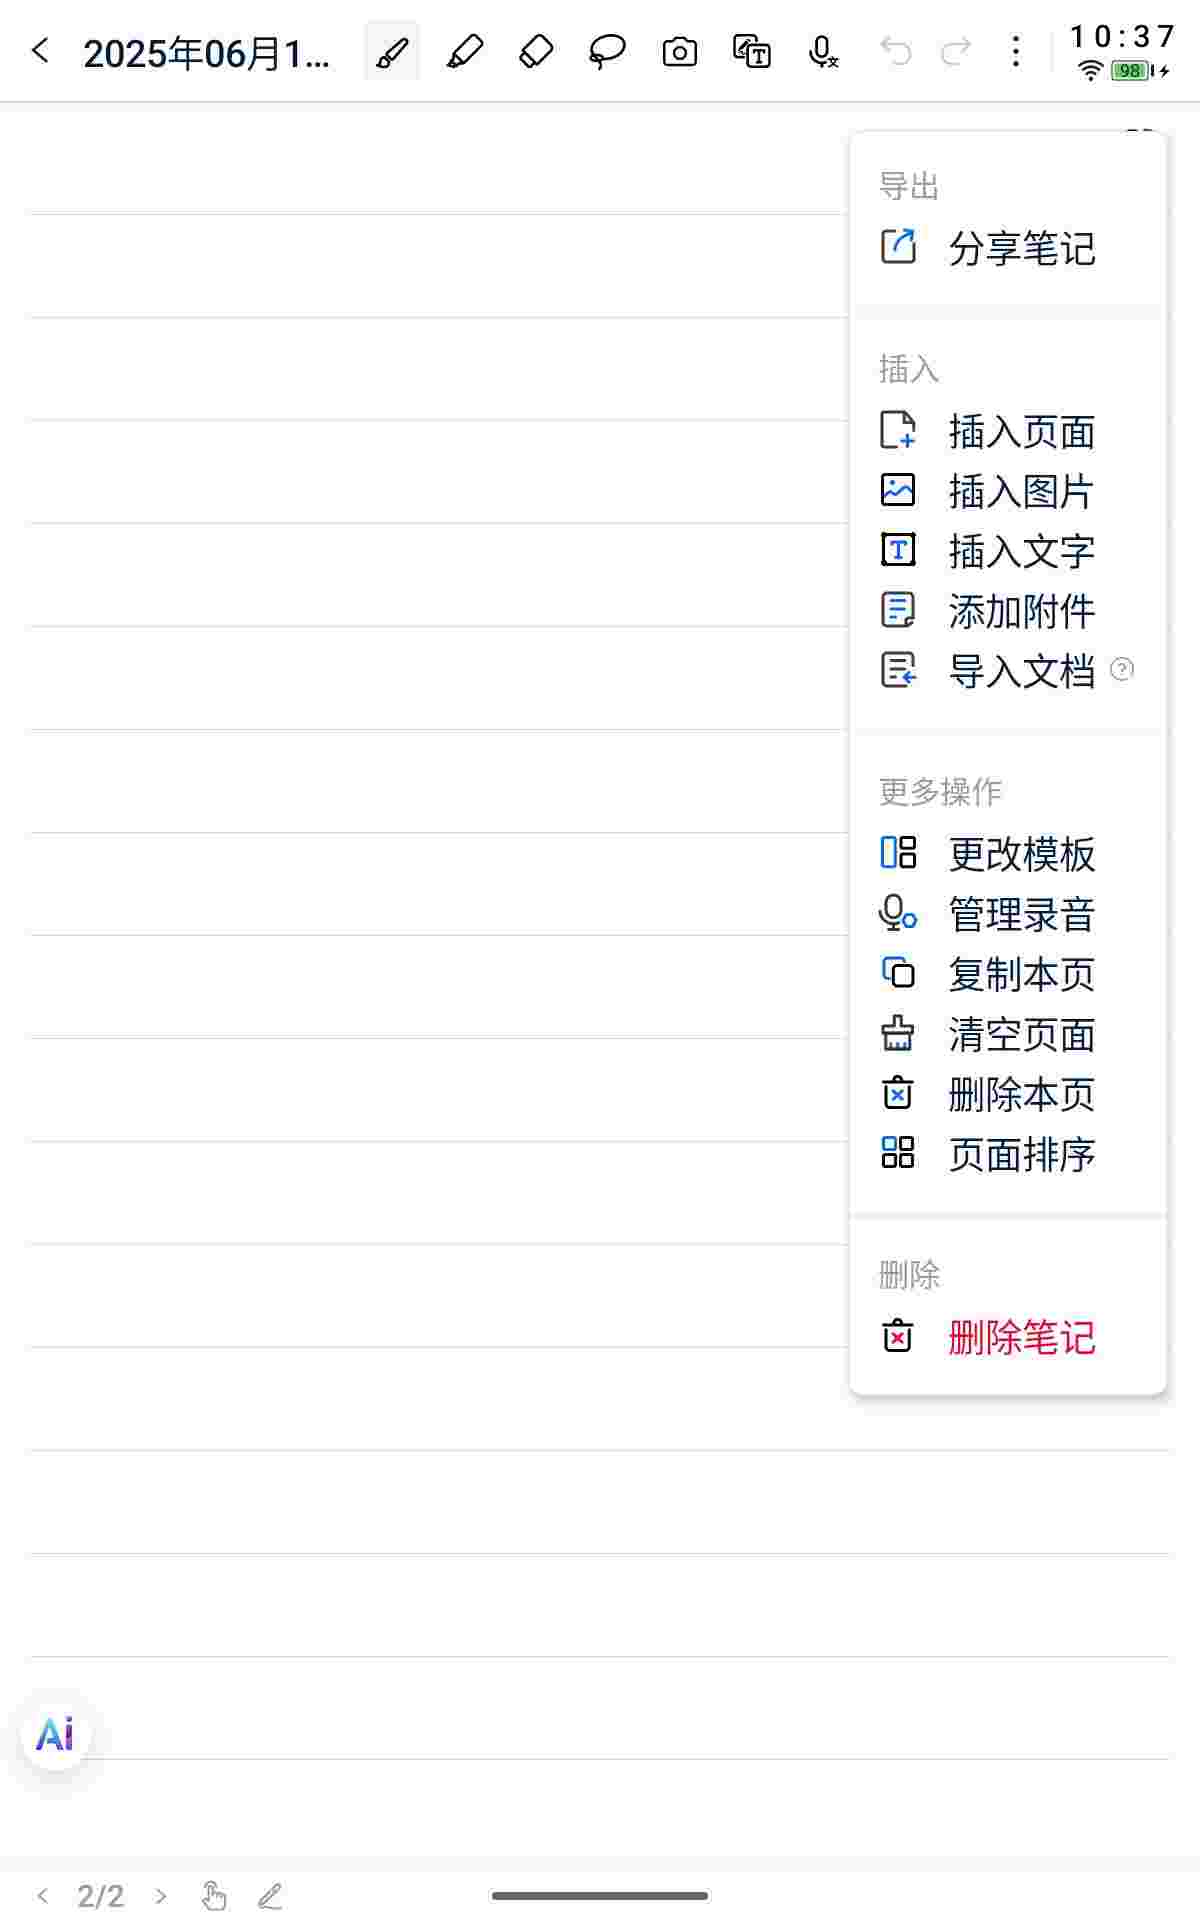 2025年06月1...
10:37
98
导出
分享笔记
插入
插入页面
插入图片
插入文字
添加附件
导入文档
更多操作
更改模板
管理录音
复制本页
清空页面
删除本页
页面排序
删除
删除笔记
Ai
2/2